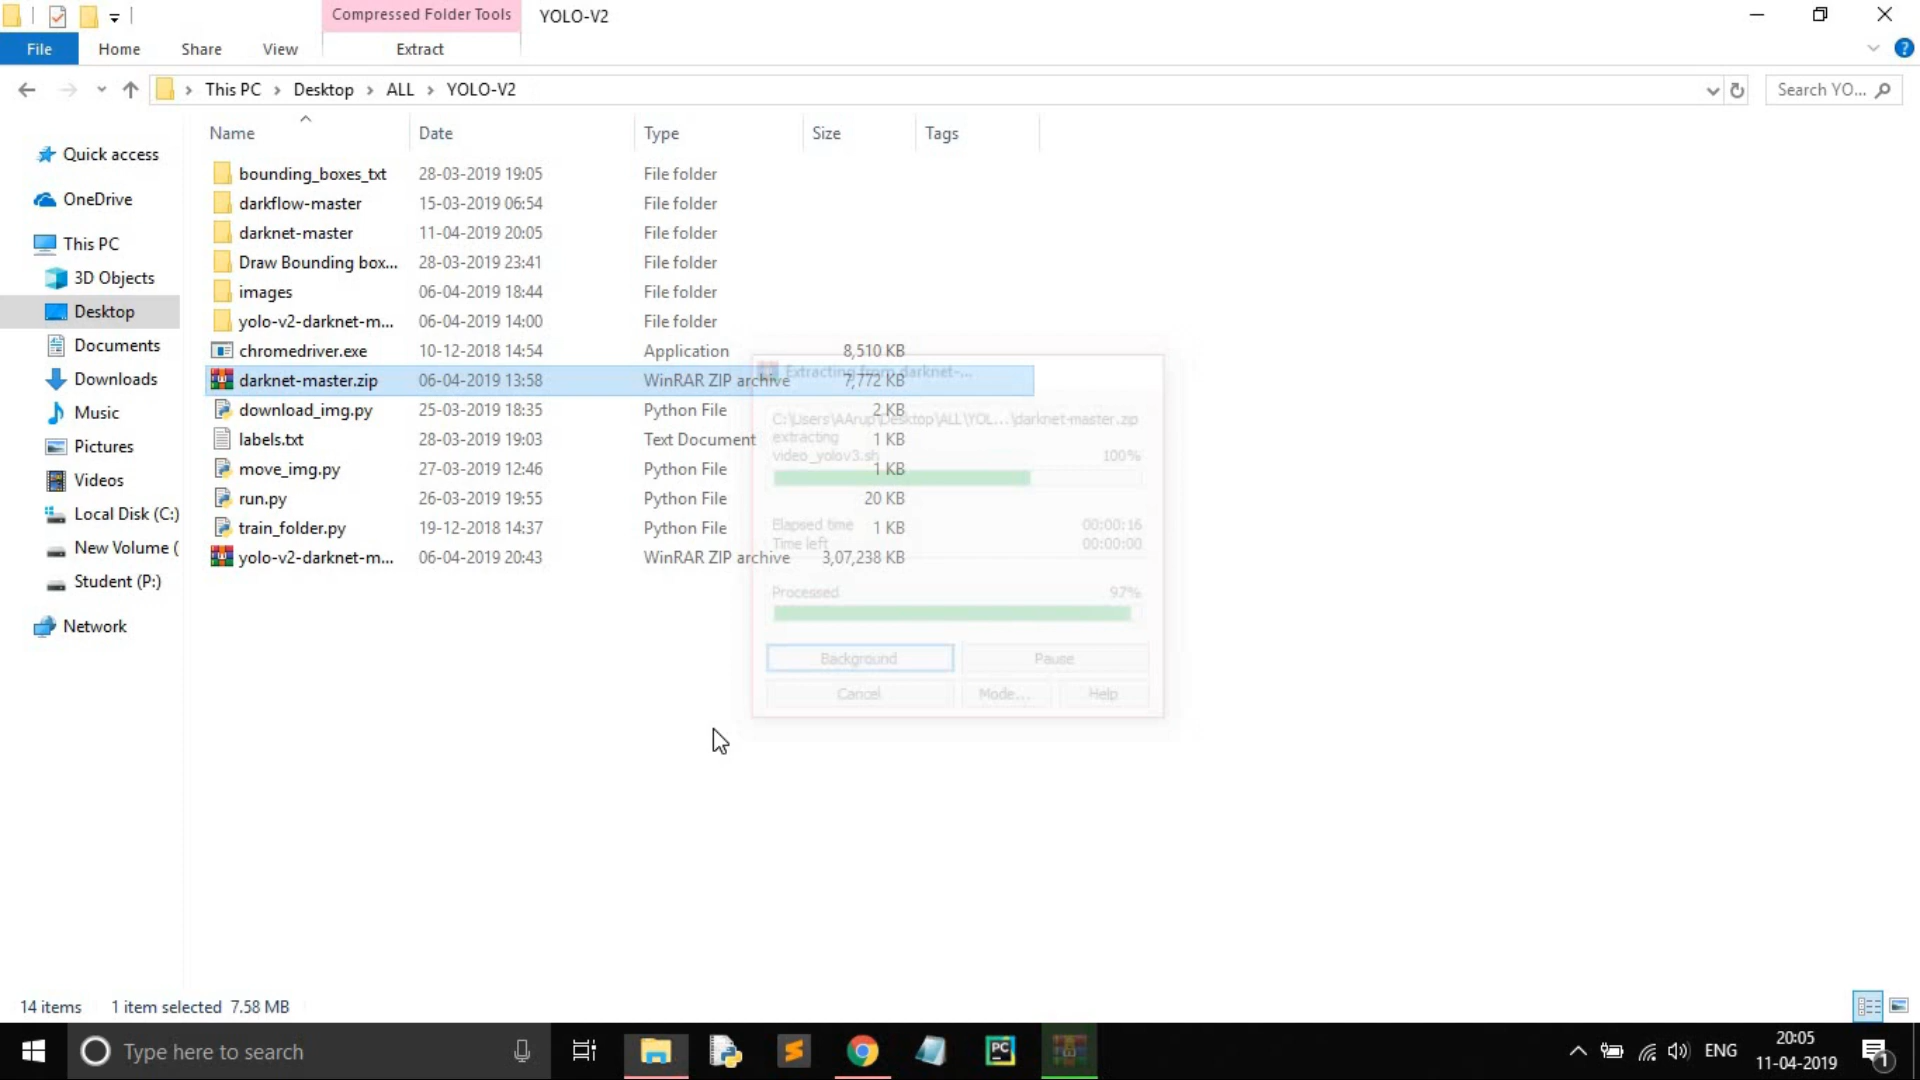 Compressed Folder Tools
YOLO-V2
File
Home
Share
View
Extract
This PC
Desktop
ALL
YOLO-V2
Search YO...
Name
Date
Type
Size
Tags
Quick access
OneDrive
This PC
3D Objects
Desktop
Documents
Downloads
Music
Pictures
Videos
Local Disk (C:)
New Volume (
Student (P:)
Network
bounding_boxes_txt 28-03-2019 19:05 File folder
darkflow-master 15-03-2019 06:54 File folder
darknet-master 11-04-2019 20:05 File folder
Draw Bounding box... 28-03-2019 23:41 File folder
images 06-04-2019 18:44 File folder
yolo-v2-darknet-m... 06-04-2019 14:00 File folder
chromedriver.exe 10-12-2018 14:54 Application 8,510 KB
darknet-master.zip 06-04-2019 13:58 WinRAR ZIP archive 7,772 KB
download_img.py 25-03-2019 18:35 Python File 2 KB
labels.txt 28-03-2019 19:03 Text Document 1 KB
move_img.py 27-03-2019 12:46 Python File 1 KB
run.py 26-03-2019 19:55 Python File 20 KB
train_folder.py 19-12-2018 14:37 Python File 1 KB
yolo-v2-darknet-m... 06-04-2019 20:43 WinRAR ZIP archive 3,07,238 KB
Extracting from darknet-...
C:\Users\AArup\Desktop\ALL\YOL...\darknet-master.zip
extracting
video_yolov3.sh 100%
Elapsed time 00:00:16
Time left 00:00:00
Processed 97%
Background
Pause
Cancel
Mode...
Help
14 items
1 item selected 7.58 MB
Type here to search
ENG
20:05
11-04-2019
1